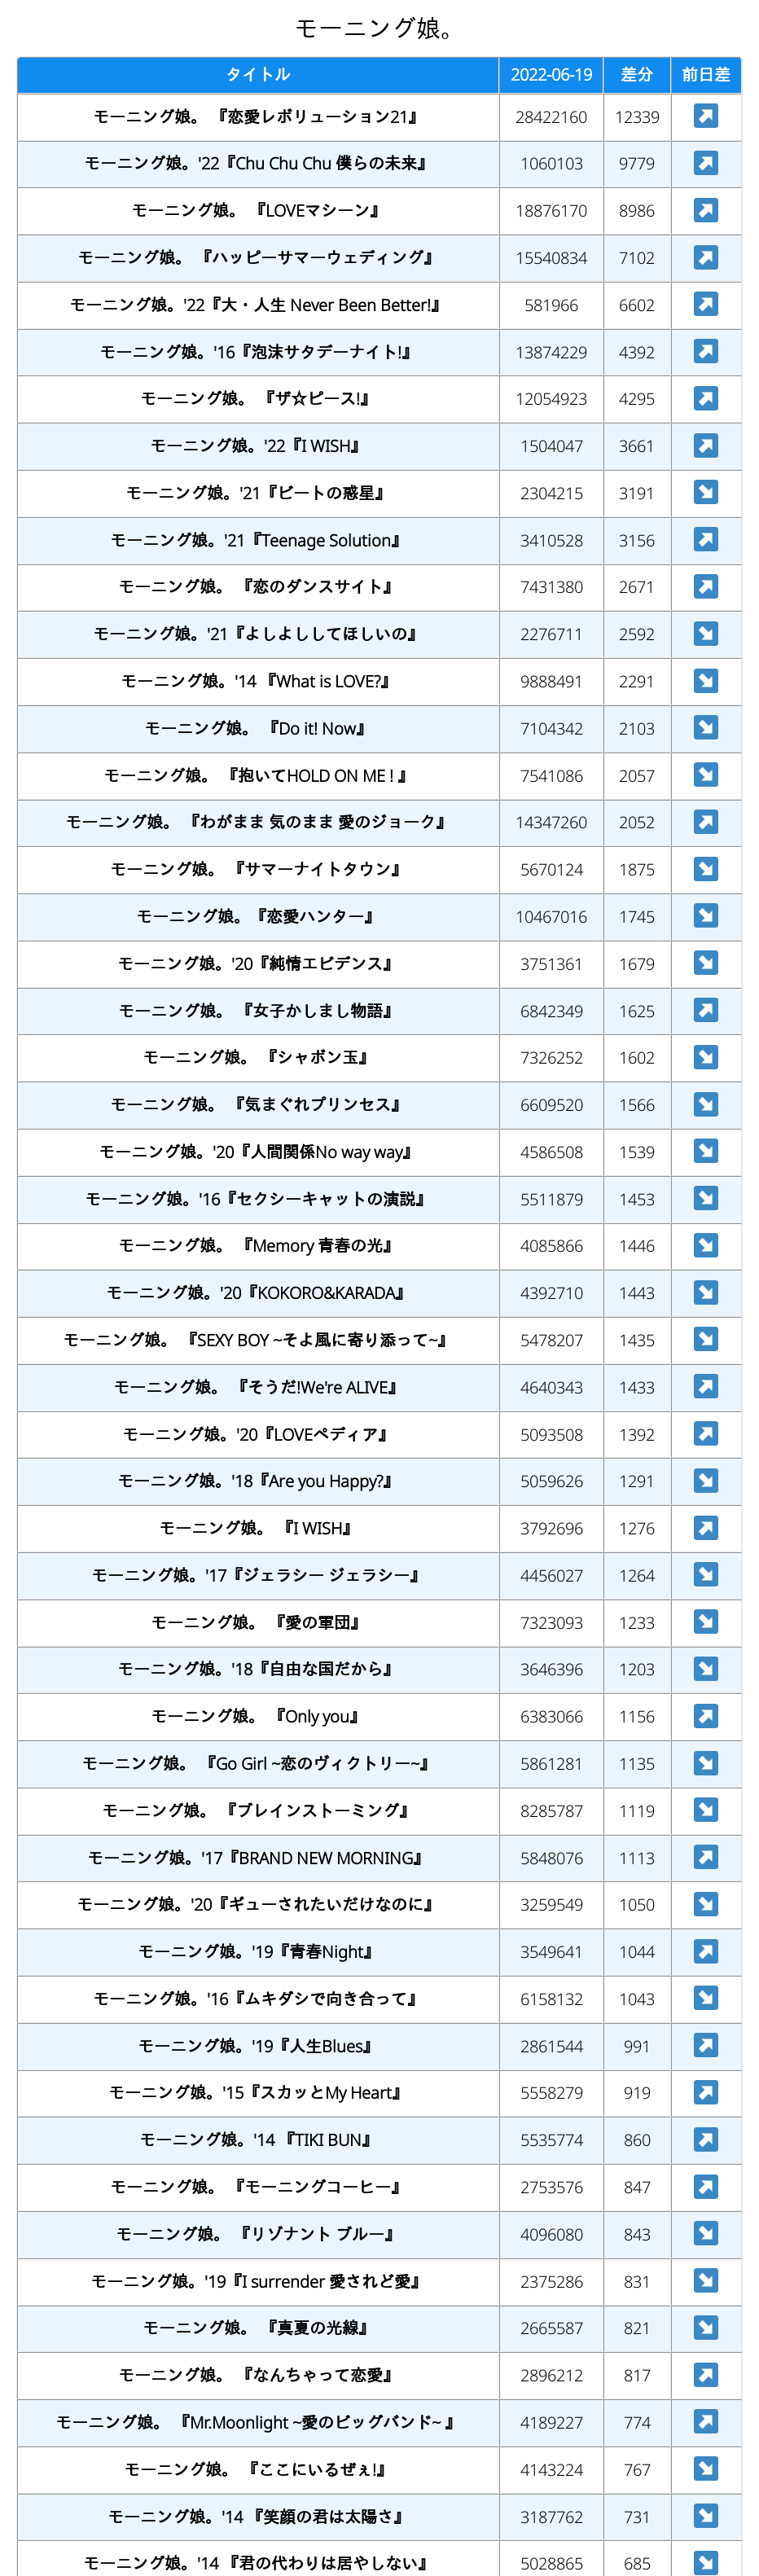 モーニング娘。
タイトル 2022-06-19 差分 前日差
モーニング娘。 『恋愛レボリューション21』 28422160 12339
モーニング娘。'22『Chu Chu Chu 僕らの未来』 1060103 9779
モーニング娘。 『LOVEマシーン』 18876170 8986
モーニング娘。 『ハッピーサマーウェディング』 15540834 7102
モーニング娘。'22『大・人生 Never Been Better!』 581966 6602
モーニング娘。'16『泡沫サタデーナイト!』 13874229 4392
モーニング娘。 『ザ☆ピース!』 12054923 4295
モーニング娘。'22『I WISH』 1504047 3661
モーニング娘。'21『ビートの惑星』 2304215 3191
モーニング娘。'21『Teenage Solution』 3410528 3156
モーニング娘。 『恋のダンスサイト』 7431380 2671
モーニング娘。'21『よしよししてほしいの』 2276711 2592
モーニング娘。'14 『What is LOVE?』 9888491 2291
モーニング娘。 『Do it! Now』 7104342 2103
モーニング娘。 『抱いてHOLD ON ME ! 』 7541086 2057
モーニング娘。 『わがまま 気のまま 愛のジョーク』 14347260 2052
モーニング娘。 『サマーナイトタウン』 5670124 1875
モーニング娘。『恋愛ハンター』 10467016 1745
モーニング娘。'20『純情エビデンス』 3751361 1679
モーニング娘。 『女子かしまし物語』 6842349 1625
モーニング娘。 『シャボン玉』 7326252 1602
モーニング娘。 『気まぐれプリンセス』 6609520 1566
モーニング娘。'20『人間関係No way way』 4586508 1539
モーニング娘。'16『セクシーキャットの演説』 5511879 1453
モーニング娘。 『Memory 青春の光』 4085866 1446
モーニング娘。'20『KOKORO&KARADA』 4392710 1443
モーニング娘。 『SEXY BOY ~そよ風に寄り添って~』 5478207 1435
モーニング娘。 『そうだ!We're ALIVE』 4640343 1433
モーニング娘。'20『LOVEペディア』 5093508 1392
モーニング娘。'18『Are you Happy?』 5059626 1291
モーニング娘。 『I WISH』 3792696 1276
モーニング娘。'17『ジェラシー ジェラシー』 4456027 1264
モーニング娘。 『愛の軍団』 7323093 1233
モーニング娘。'18『自由な国だから』 3646396 1203
モーニング娘。 『Only you』 6383066 1156
モーニング娘。 『Go Girl ~恋のヴィクトリー~』 5861281 1135
モーニング娘。 『ブレインストーミング』 8285787 1119
モーニング娘。'17『BRAND NEW MORNING』 5848076 1113
モーニング娘。'20『ギューされたいだけなのに』 3259549 1050
モーニング娘。'19『青春Night』 3549641 1044
モーニング娘。'16『ムキダシで向き合って』 6158132 1043
モーニング娘。'19『人生Blues』 2861544 991
モーニング娘。'15『スカッとMy Heart』 5558279 919
モーニング娘。'14 『TIKI BUN』 5535774 860
モーニング娘。 『モーニングコーヒー』 2753576 847
モーニング娘。 『リゾナント ブルー』 4096080 843
モーニング娘。'19『I surrender 愛されど愛』 2375286 831
モーニング娘。 『真夏の光線』 2665587 821
モーニング娘。 『なんちゃって恋愛』 2896212 817
モーニング娘。 『Mr.Moonlight ~愛のビッグバンド~ 』 4189227 774
モーニング娘。 『ここにいるぜぇ!』 4143224 767
モーニング娘。'14 『笑顔の君は太陽さ』 3187762 731
モーニング娘。'14 『君の代わりは居やしない』 5028865 685